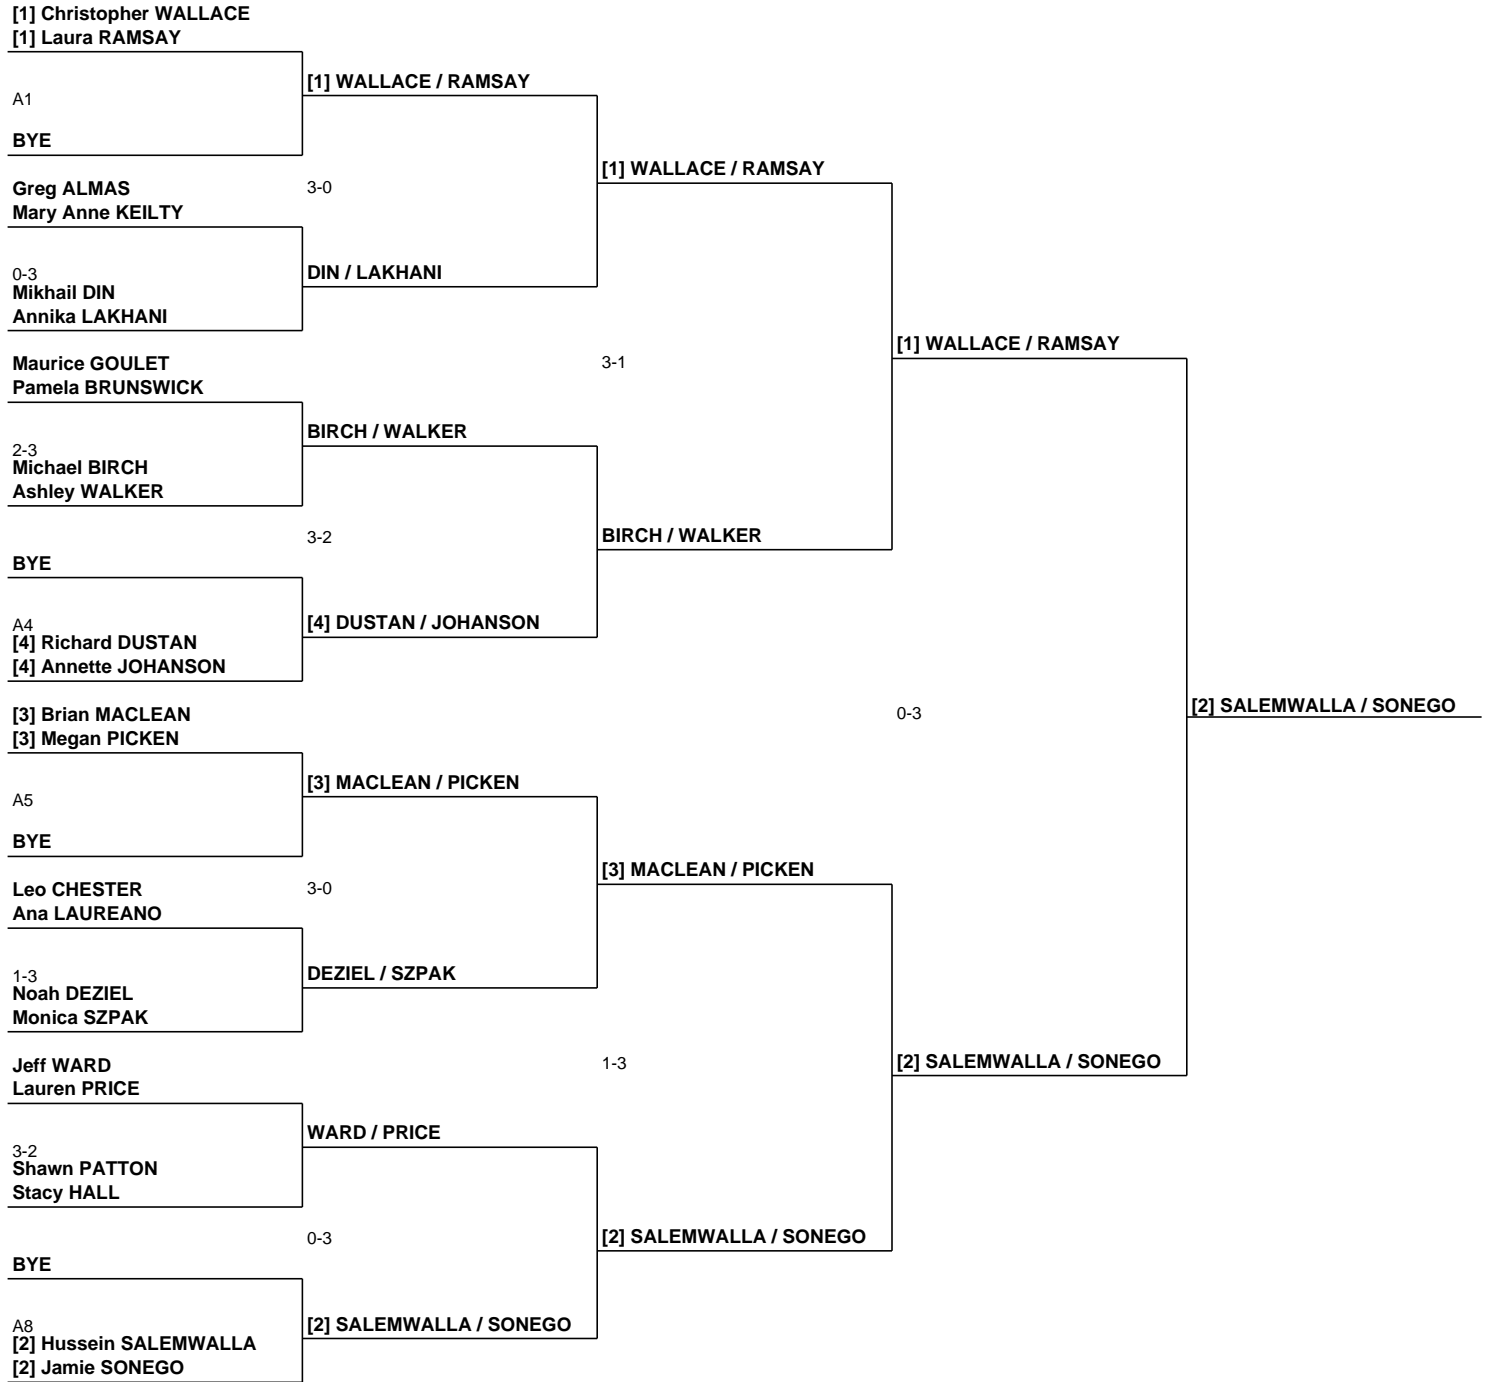 [1] Christopher WALLACE
[1] Laura RAMSAY
[1] WALLACE / RAMSAY
A1
BYE
[1] WALLACE / RAMSAY
Greg ALMAS
3-0
Mary Anne KEILTY
0-3
DIN / LAKHANI
Mikhail DIN
Annika LAKHANI
[1] WALLACE / RAMSAY
Maurice GOULET
3-1
Pamela BRUNSWICK
BIRCH / WALKER
2-3
Michael BIRCH
Ashley WALKER
3-2
BIRCH / WALKER
BYE
A4
[4] DUSTAN / JOHANSON
[4] Richard DUSTAN
[4] Annette JOHANSON
[2] SALEMWALLA / SONEGO
[3] Brian MACLEAN
0-3
[3] Megan PICKEN
[3] MACLEAN / PICKEN
A5
BYE
[3] MACLEAN / PICKEN
Leo CHESTER
3-0
Ana LAUREANO
1-3
DEZIEL / SZPAK
Noah DEZIEL
Monica SZPAK
Jeff WARD
1-3
[2] SALEMWALLA / SONEGO
Lauren PRICE
WARD / PRICE
3-2
Shawn PATTON
Stacy HALL
0-3
[2] SALEMWALLA / SONEGO
BYE
A8
[2] SALEMWALLA / SONEGO
[2] Hussein SALEMWALLA
[2] Jamie SONEGO